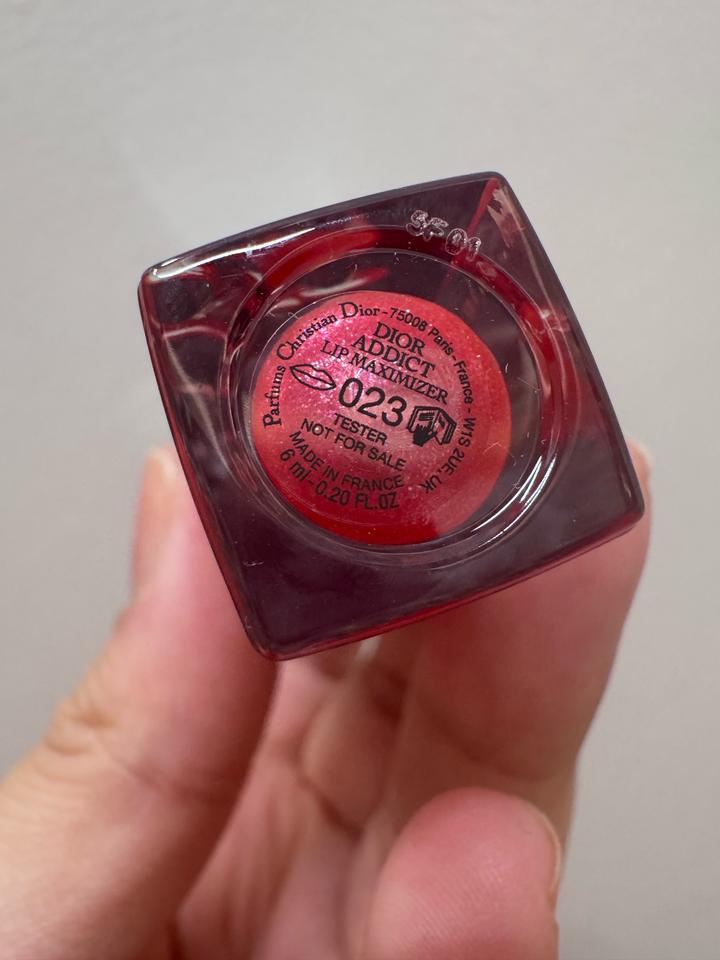 SF01
Parfums Christian Dior - 75008 Paris - France - W1S 2UE. UK
DIOR
ADDICT
LIP MAXIMIZER
023
TESTER
NOT FOR SALE
MADE IN FRANCE
6 ml - 0.20 FL.OZ